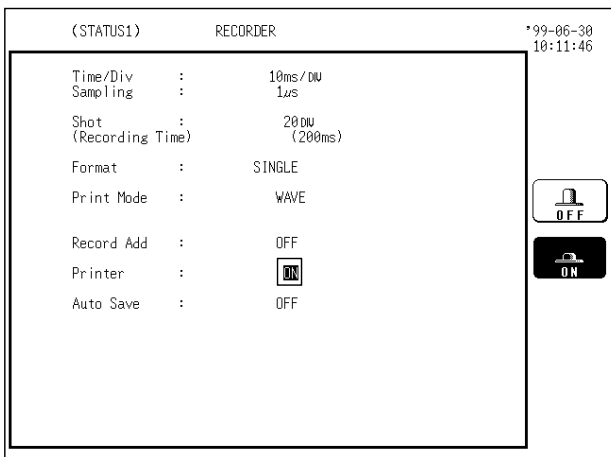 (STATUS1) RECORDER '99-06-30
10:11:46
Time/Div : 10ms/DIV
Sampling : 1µs
Shot : 20DIV
(Recording Time) (200ms)
Format : SINGLE
Print Mode : WAVE
OFF
Record Add : OFF
Printer : ON
ON
Auto Save : OFF